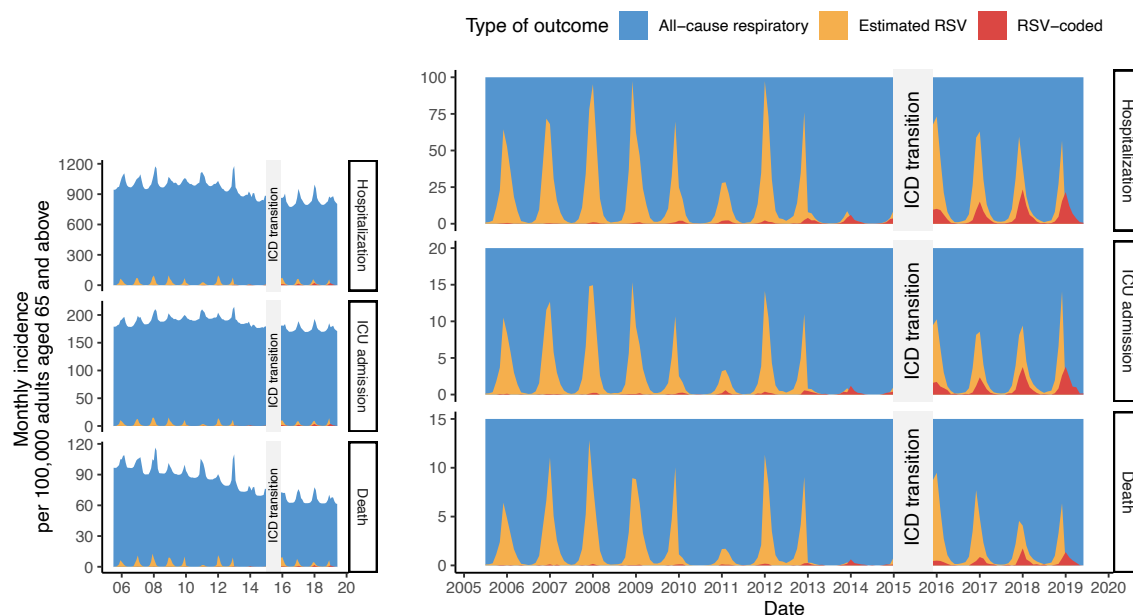 Type of outcome All−cause respiratory Estimated RSV RSV−coded
Monthly incidence
per 100,000 adults aged 65 and above
1200
900
600
300
0
ICD transition
Hospitalization
200
150
100
50
0
ICD transition
ICU admission
120
90
60
30
0
ICD transition
Death
06 08 10 12 14 16 18 20
100
75
50
25
0
ICD transition
Hospitalization
20
15
10
5
0
ICD transition
ICU admission
15
10
5
0
ICD transition
Death
2005 2006 2007 2008 2009 2010 2011 2012 2013 2014 2015 2016 2017 2018 2019 2020
Date